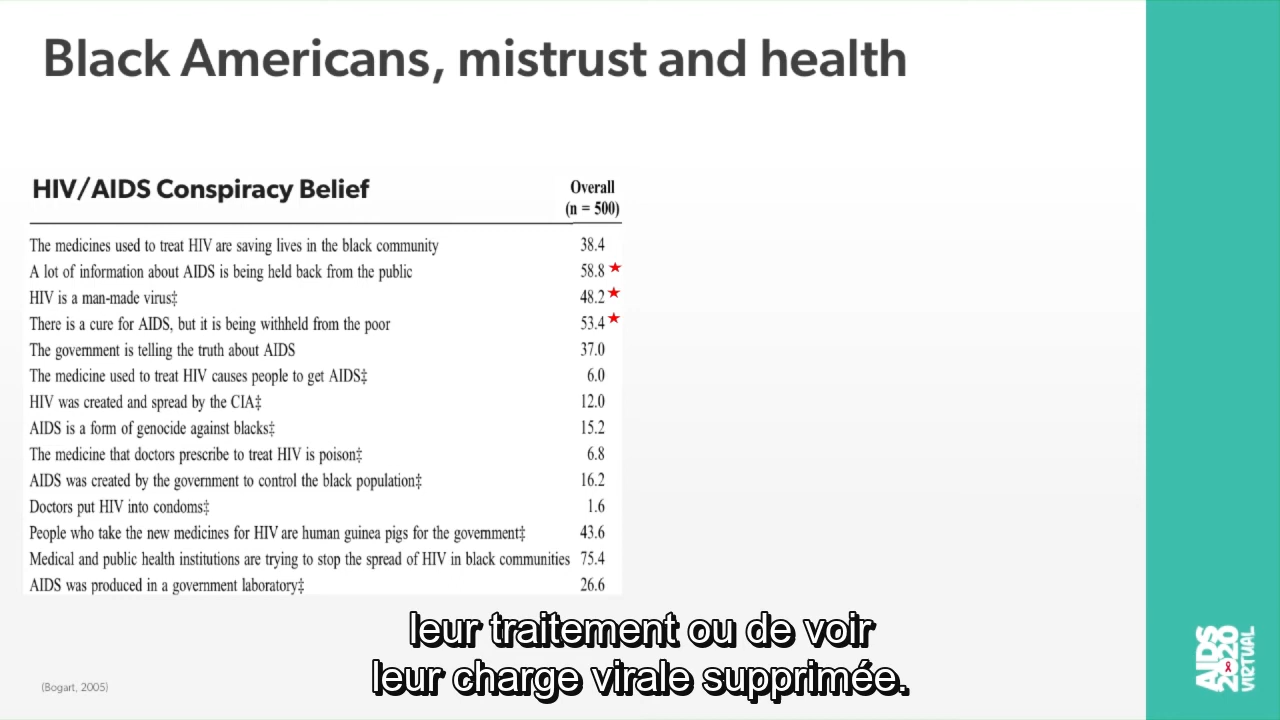 Black Americans, mistrust and health
HIV/AIDS Conspiracy Belief
Overall
(n = 500)
The medicines used to treat HIV are saving lives in the black community 38.4
A lot of information about AIDS is being held back from the public 58.8 ★
HIV is a man-made virus‡ 48.2 ★
There is a cure for AIDS, but it is being withheld from the poor 53.4 ★
The government is telling the truth about AIDS 37.0
The medicine used to treat HIV causes people to get AIDS‡ 6.0
HIV was created and spread by the CIA‡ 12.0
AIDS is a form of genocide against blacks‡ 15.2
The medicine that doctors prescribe to treat HIV is poison‡ 6.8
AIDS was created by the government to control the black population‡ 16.2
Doctors put HIV into condoms‡ 1.6
People who take the new medicines for HIV are human guinea pigs for the government‡ 43.6
Medical and public health institutions are trying to stop the spread of HIV in black communities 75.4
AIDS was produced in a government laboratory‡ 26.6
leur traitement ou de voir
leur charge virale supprimée.
(Bogart, 2005)
AIDS
2020
VIRTUAL